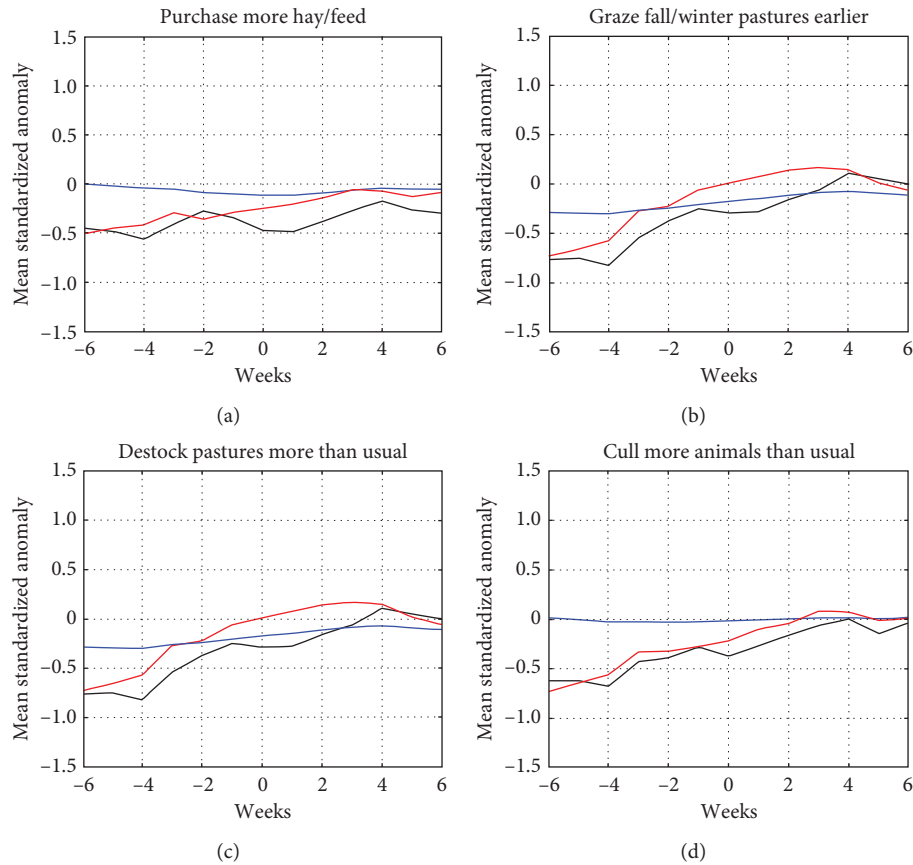 Purchase more hay/feed
1.5
1.0
0.5
0
−0.5
−1.0
−1.5
Mean standardized anomaly
−6 −4 −2 0 2 4 6
Weeks
(a)
Graze fall/winter pastures earlier
1.5
1.0
0.5
0
−0.5
−1.0
−1.5
Mean standardized anomaly
−6 −4 −2 0 2 4 6
Weeks
(b)
Destock pastures more than usual
1.5
1.0
0.5
0
−0.5
−1.0
−1.5
Mean standardized anomaly
−6 −4 −2 0 2 4 6
Weeks
(c)
Cull more animals than usual
1.5
1.0
0.5
0
−0.5
−1.0
−1.5
Mean standardized anomaly
−6 −4 −2 0 2 4 6
Weeks
(d)